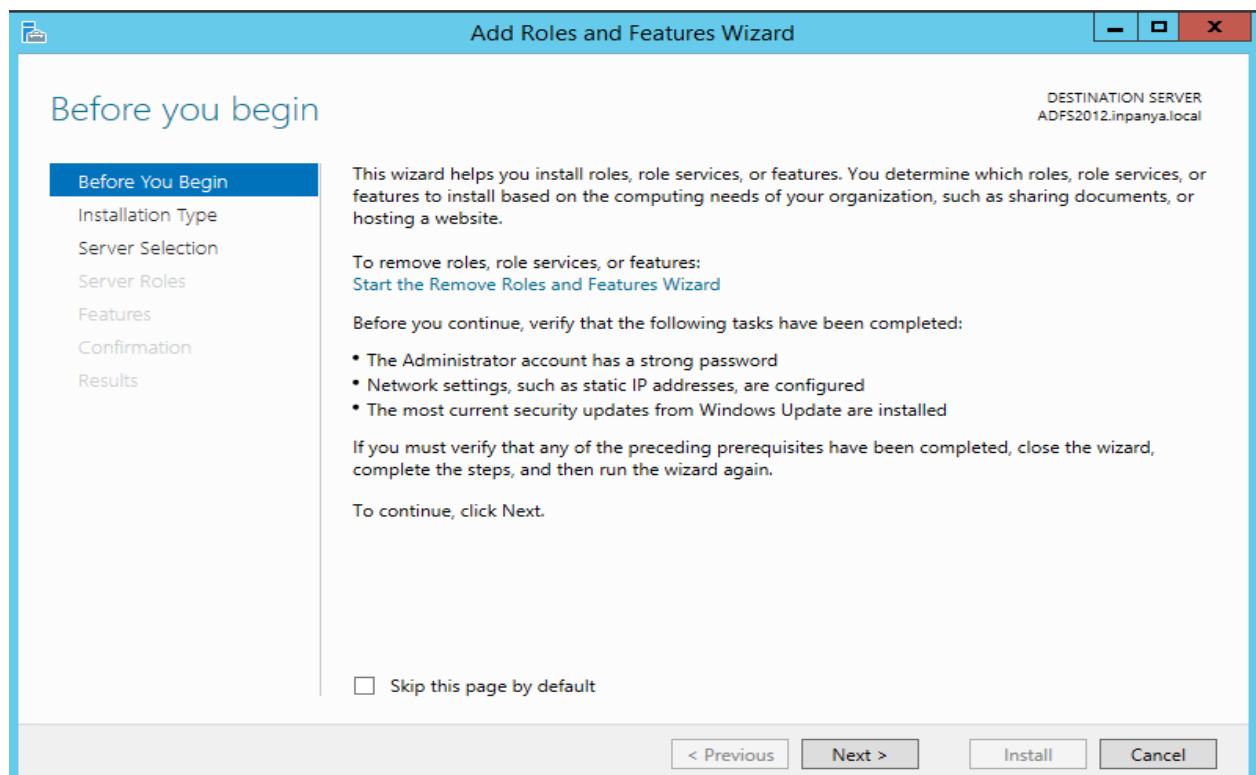 Add Roles and Features Wizard
Before you begin
DESTINATION SERVER
ADFS2012.inpanya.local
Before You Begin
Installation Type
Server Selection
Server Roles
Features
Confirmation
Results
This wizard helps you install roles, role services, or features. You determine which roles, role services, or
features to install based on the computing needs of your organization, such as sharing documents, or
hosting a website.
To remove roles, role services, or features:
Start the Remove Roles and Features Wizard
Before you continue, verify that the following tasks have been completed:
• The Administrator account has a strong password
• Network settings, such as static IP addresses, are configured
• The most current security updates from Windows Update are installed
If you must verify that any of the preceding prerequisites have been completed, close the wizard,
complete the steps, and then run the wizard again.
To continue, click Next.
Skip this page by default
< Previous
Next >
Install
Cancel